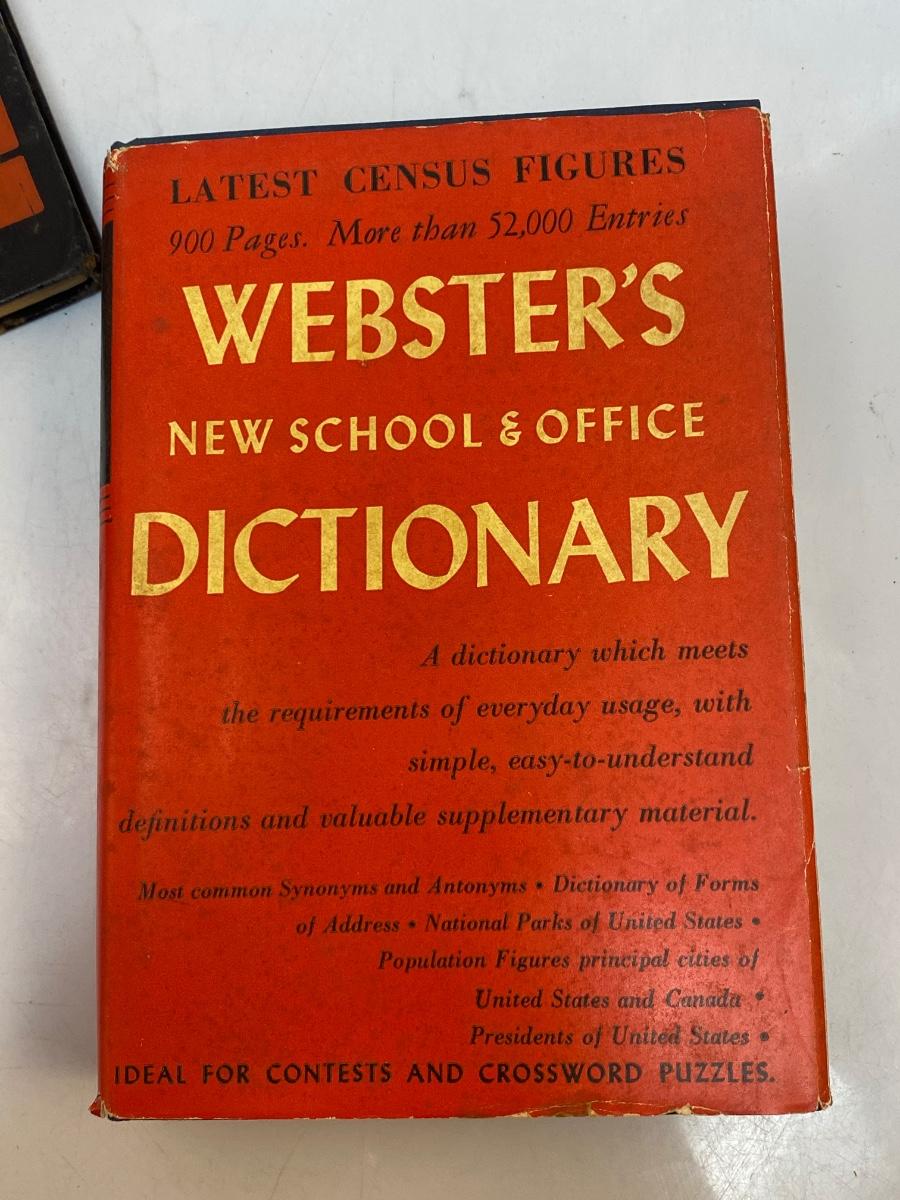 LATEST CENSUS FIGURES
900 Pages. More than 52,000 Entries
WEBSTER'S
NEW SCHOOL & OFFICE
DICTIONARY
A dictionary which meets
the requirements of everyday usage, with
simple, easy-to-understand
definitions and valuable supplementary material.
Most common Synonyms and Antonyms • Dictionary of Forms
of Address • National Parks of United States •
Population Figures principal cities of
United States and Canada •
Presidents of United States •
IDEAL FOR CONTESTS AND CROSSWORD PUZZLES.